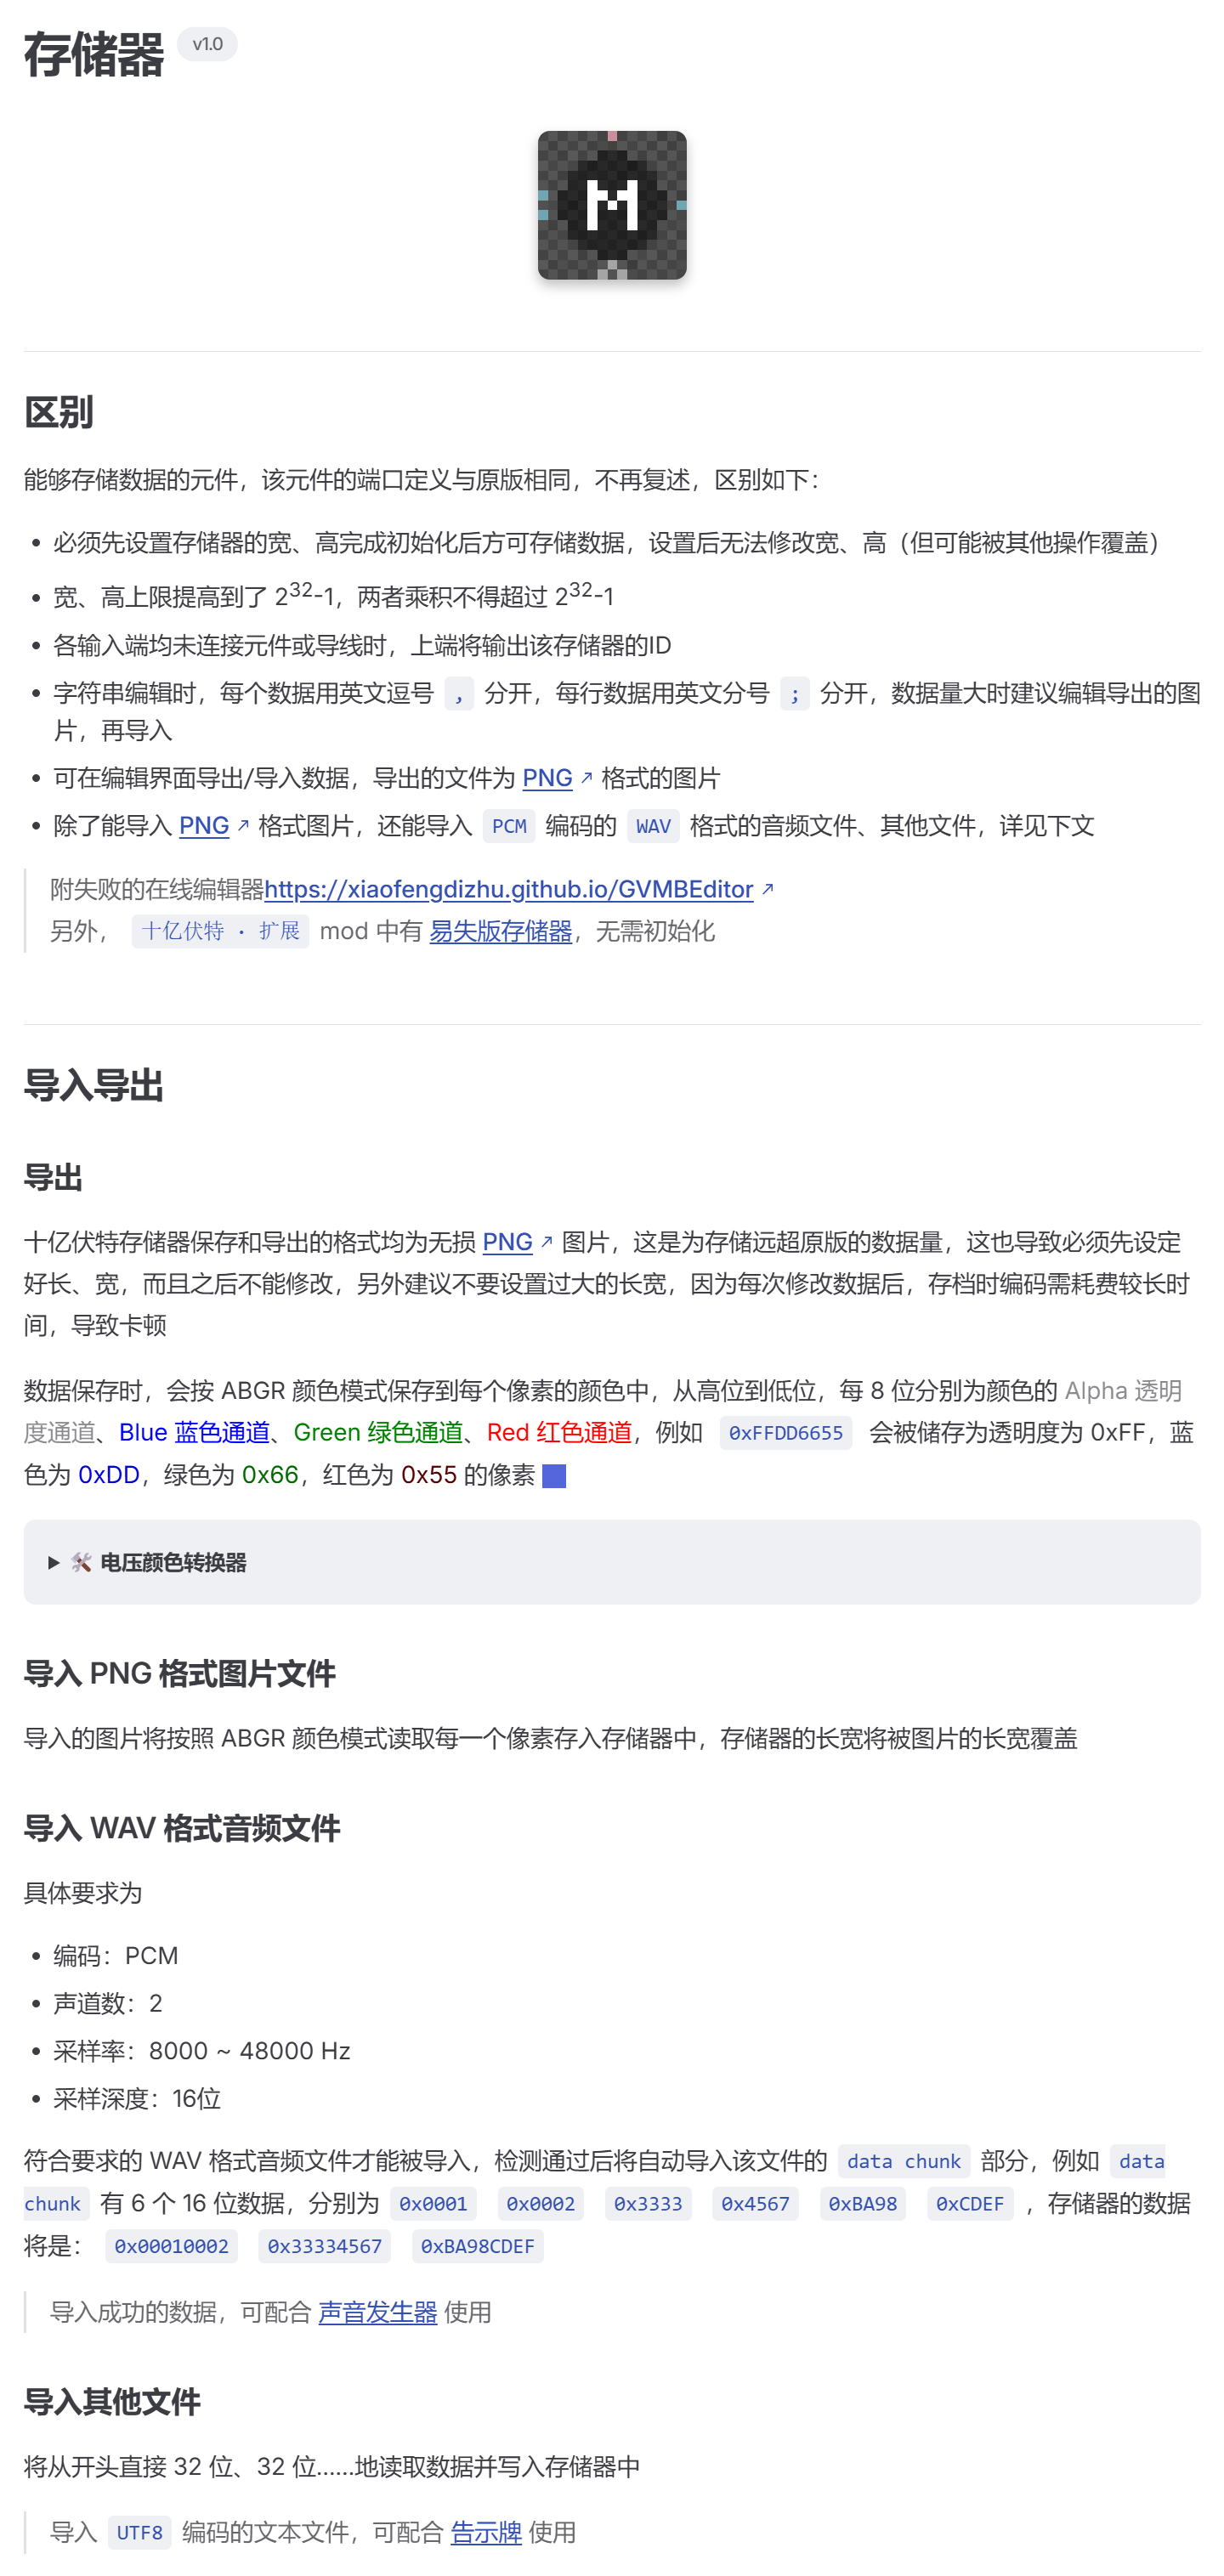 存储器 v1.0
M
区别
能够存储数据的元件，该元件的端口定义与原版相同，不再复述，区别如下：
• 必须先设置存储器的宽、高完成初始化后方可存储数据，设置后无法修改宽、高（但可能被其他操作覆盖）
• 宽、高上限提高到了 2^32-1，两者乘积不得超过 2^32-1
• 各输入端均未连接元件或导线时，上端将输出该存储器的ID
• 字符串编辑时，每个数据用英文逗号 , 分开，每行数据用英文分号 ; 分开，数据量大时建议编辑导出的图
片，再导入
• 可在编辑界面导出/导入数据，导出的文件为 PNG 格式的图片
• 除了能导入 PNG 格式图片，还能导入 PCM 编码的 WAV 格式的音频文件、其他文件，详见下文
附失败的在线编辑器https://xiaofengdizhu.github.io/GVMBEditor
另外， 十亿伏特 · 扩展 mod 中有 易失版存储器，无需初始化
导入导出
导出
十亿伏特存储器保存和导出的格式均为无损 PNG 图片，这是为存储远超原版的数据量，这也导致必须先设定
好长、宽，而且之后不能修改，另外建议不要设置过大的长宽，因为每次修改数据后，存档时编码需耗费较长时
间，导致卡顿
数据保存时，会按 ABGR 颜色模式保存到每个像素的颜色中，从高位到低位，每 8 位分别为颜色的 Alpha 透明
度通道、Blue 蓝色通道、Green 绿色通道、Red 红色通道，例如 0xFFDD6655 会被储存为透明度为 0xFF，蓝
色为 0xDD，绿色为 0x66，红色为 0x55 的像素
🛠️ 电压颜色转换器
导入 PNG 格式图片文件
导入的图片将按照 ABGR 颜色模式读取每一个像素存入存储器中，存储器的长宽将被图片的长宽覆盖
导入 WAV 格式音频文件
具体要求为
• 编码：PCM
• 声道数：2
• 采样率：8000 ~ 48000 Hz
• 采样深度：16位
符合要求的 WAV 格式音频文件才能被导入，检测通过后将自动导入该文件的 data chunk 部分，例如 data
chunk 有 6 个 16 位数据，分别为 0x0001 0x0002 0x3333 0x4567 0xBA98 0xCDEF ，存储器的数据
将是： 0x00010002 0x33334567 0xBA98CDEF
导入成功的数据，可配合 声音发生器 使用
导入其他文件
将从开头直接 32 位、32 位……地读取数据并写入存储器中
导入 UTF8 编码的文本文件，可配合 告示牌 使用